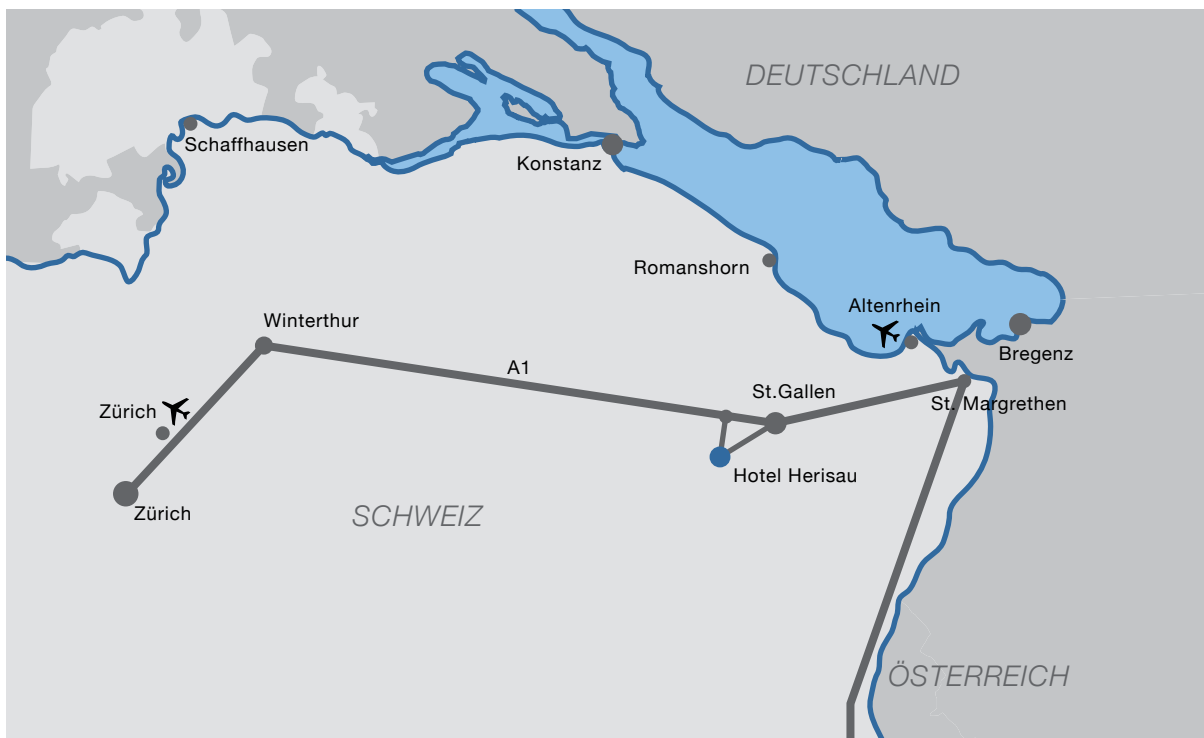 DEUTSCHLAND
Schaffhausen
Konstanz
Romanshorn
Altenrhein
Winterthur
Bregenz
A1
St.Gallen
St. Margrethen
Zürich
Hotel Herisau
Zürich
SCHWEIZ
ÖSTERREICH